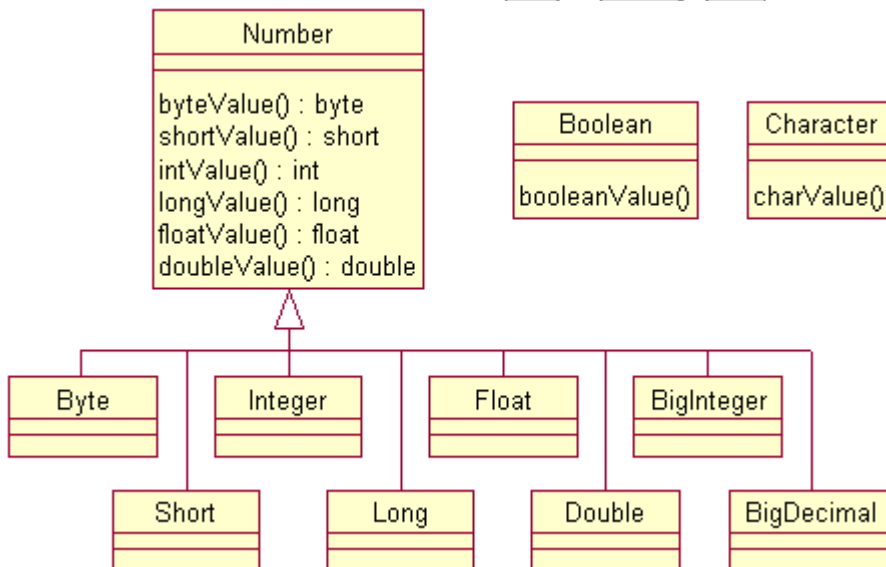 Number
byteValue() : byte
shortValue() : short
intValue() : int
longValue() : long
floatValue() : float
doubleValue() : double
Boolean
booleanValue()
Character
charValue()
Byte
Integer
Float
BigInteger
Short
Long
Double
BigDecimal